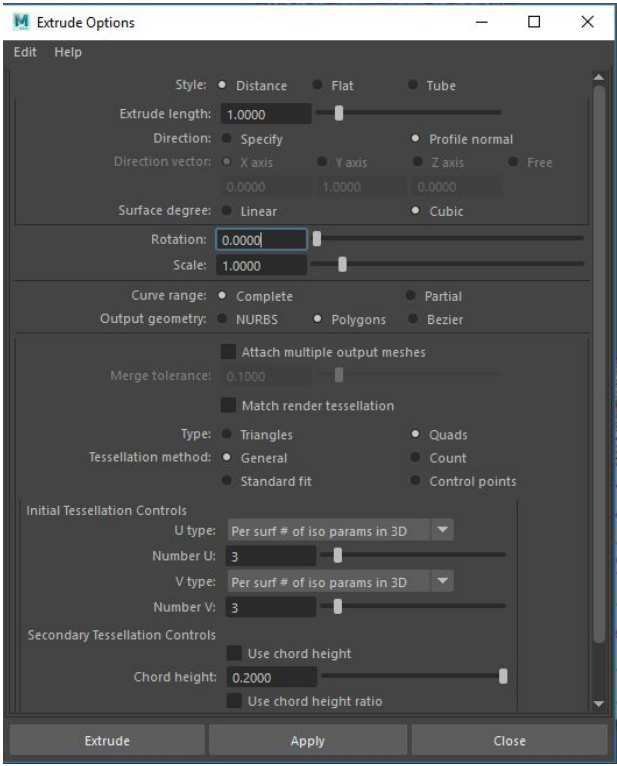 Extrude Options
Edit Help
Style: Distance Flat Tube
Extrude length: 1.0000
Direction: Specify Profile normal
Direction vector: X axis Y axis Z axis Free
0.0000 1.0000 0.0000
Surface degree: Linear Cubic
Rotation: 0.0000
Scale: 1.0000
Curve range: Complete Partial
Output geometry: NURBS Polygons Bezier
Attach multiple output meshes
Merge tolerance: 0.1000
Match render tessellation
Type: Triangles Quads
Tessellation method: General Count
Standard fit Control points
Initial Tessellation Controls
U type: Per surf # of iso params in 3D
Number U: 3
V type: Per surf # of iso params in 3D
Number V: 3
Secondary Tessellation Controls
Use chord height
Chord height: 0.2000
Use chord height ratio
Extrude Apply Close